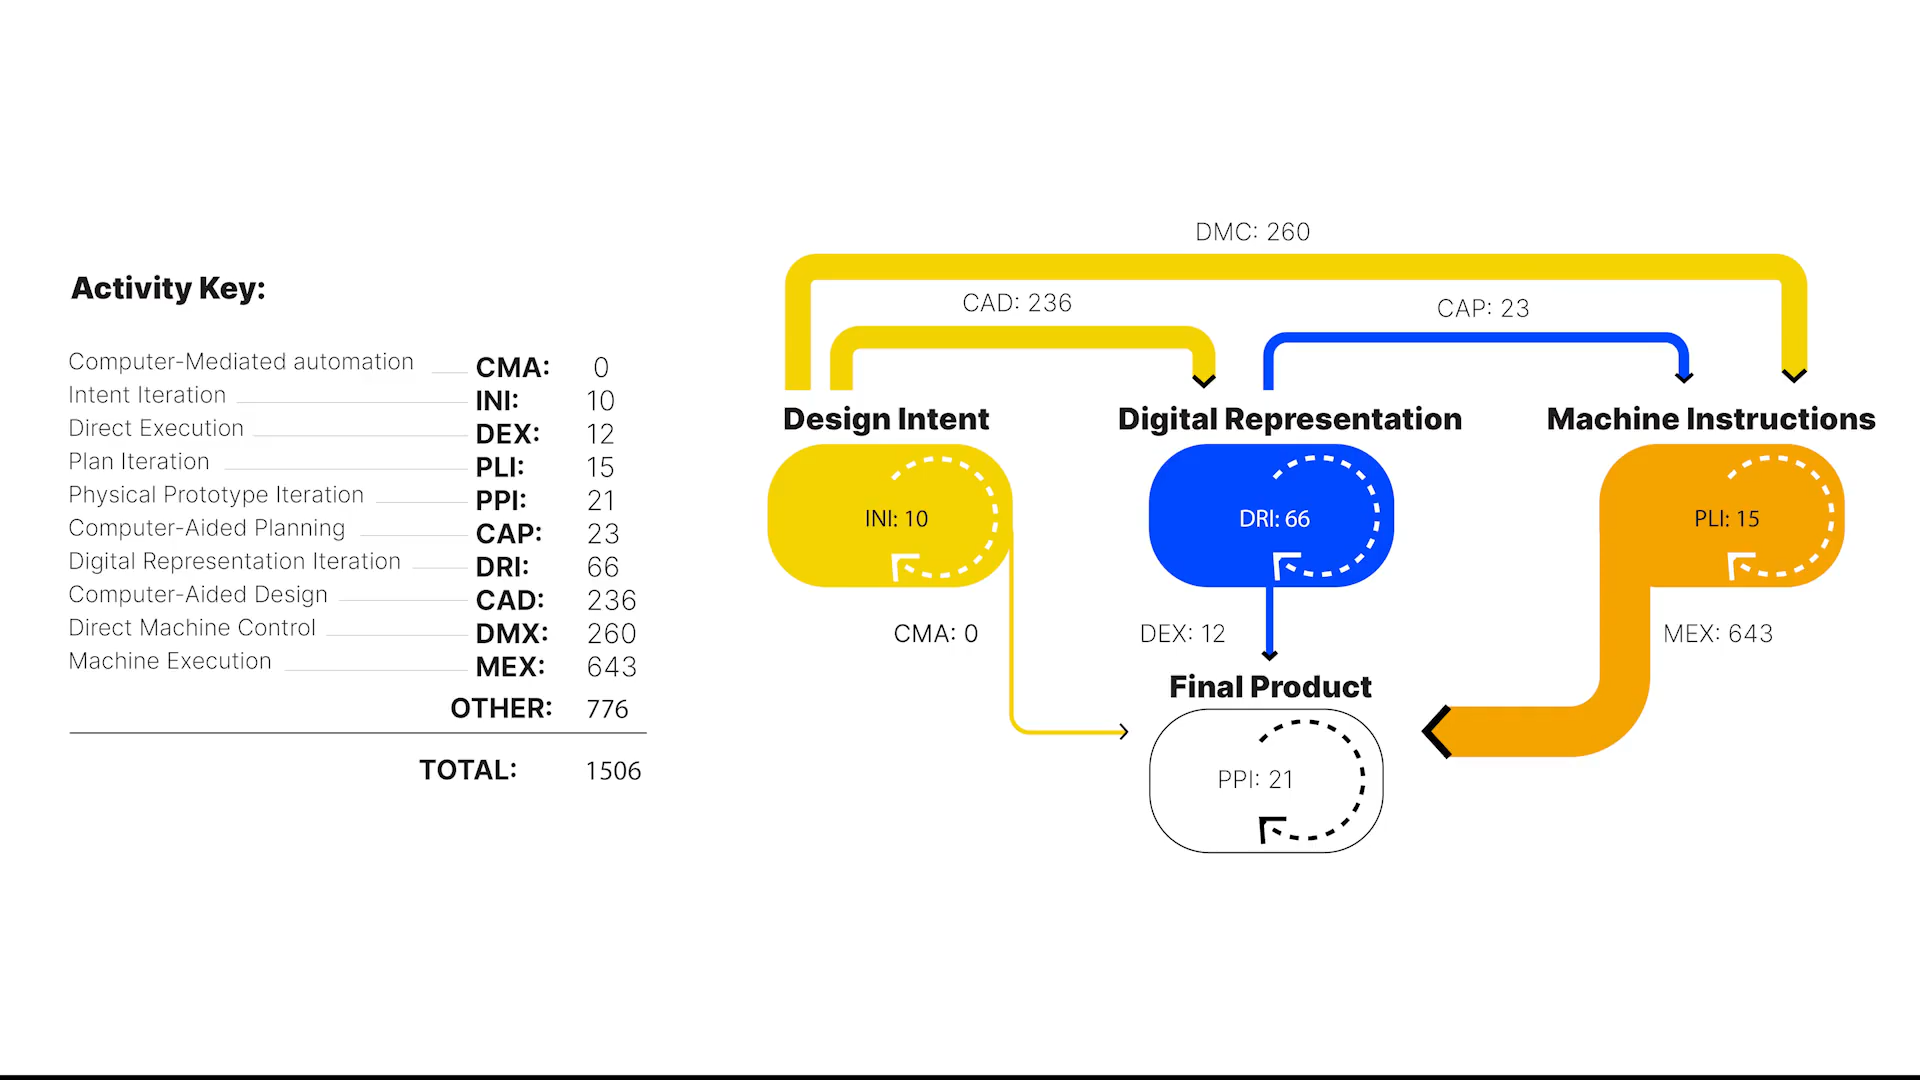 Activity Key:
Computer-Mediated automation CMA: 0
Intent Iteration INI: 10
Direct Execution DEX: 12
Plan Iteration PLI: 15
Physical Prototype Iteration PPI: 21
Computer-Aided Planning CAP: 23
Digital Representation Iteration DRI: 66
Computer-Aided Design CAD: 236
Direct Machine Control DMX: 260
Machine Execution MEX: 643
OTHER: 776
TOTAL: 1506
DMC: 260
CAD: 236
CAP: 23
Design Intent
Digital Representation
Machine Instructions
INI: 10
DRI: 66
PLI: 15
CMA: 0
DEX: 12
MEX: 643
Final Product
PPI: 21